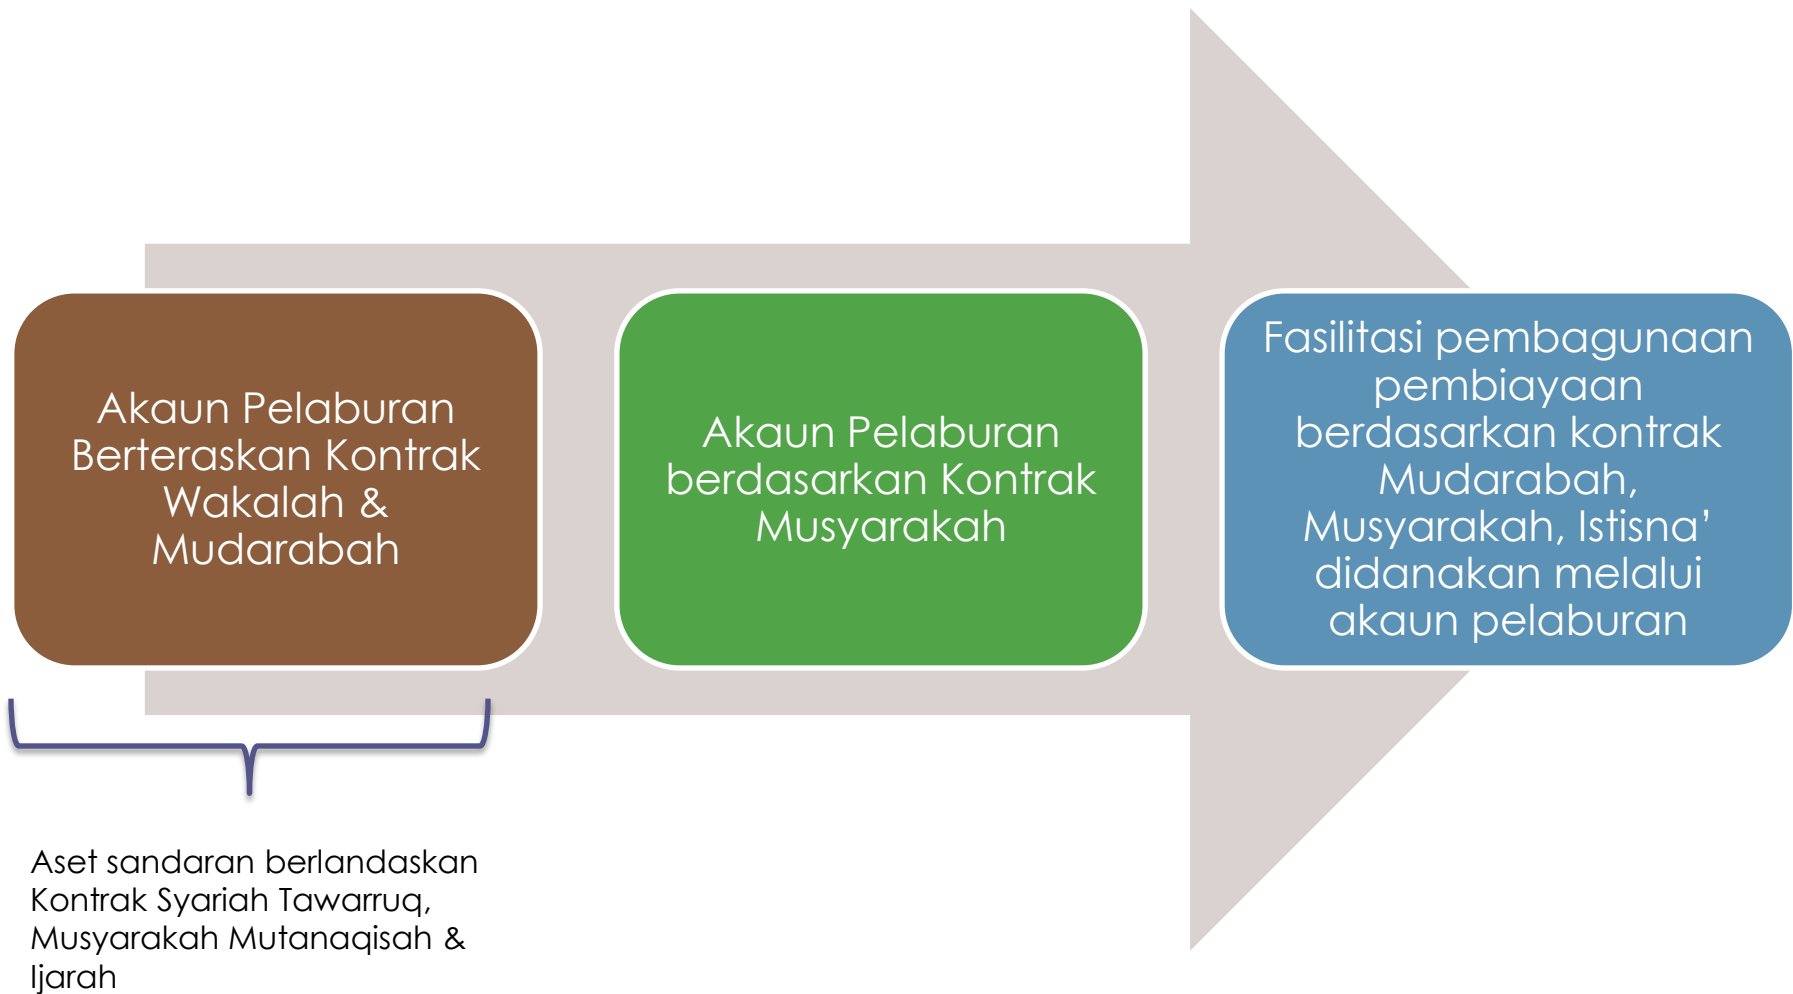 Akaun Pelaburan
Berteraskan Kontrak
Wakalah &
Mudarabah
Akaun Pelaburan
berdasarkan Kontrak
Musyarakah
Fasilitasi pembagunaan
pembiayaan
berdasarkan kontrak
Mudarabah,
Musyarakah, Istisna’
didanakan melalui
akaun pelaburan
Aset sandaran berlandaskan
Kontrak Syariah Tawarruq,
Musyarakah Mutanaqisah &
Ijarah